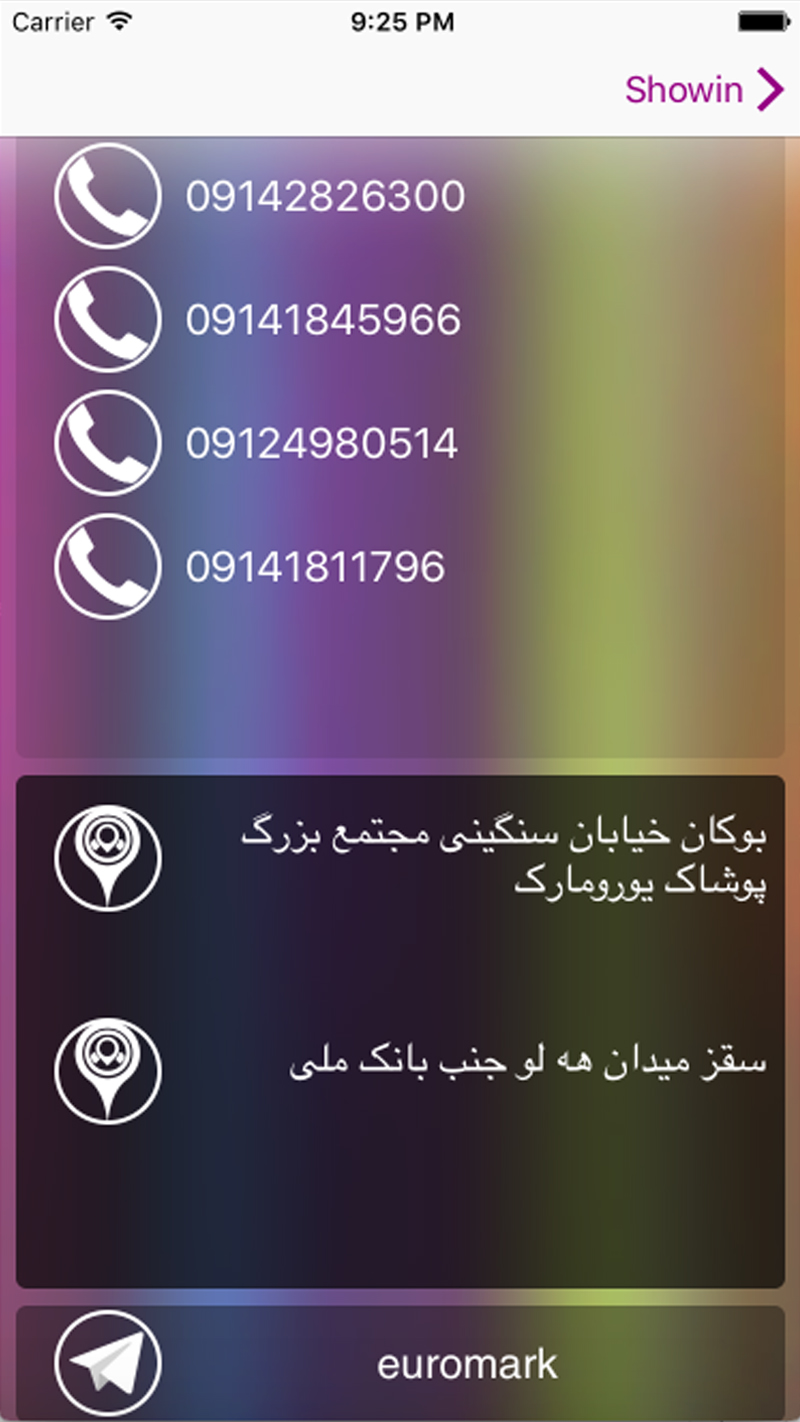 Carrier 9:25 PM
Showin
09142826300
09141845966
09124980514
09141811796
بوکان خیابان سنگینی مجتمع بزرگ
پوشاک یورومارک
سقز میدان هه لو جنب بانک ملی
euromark